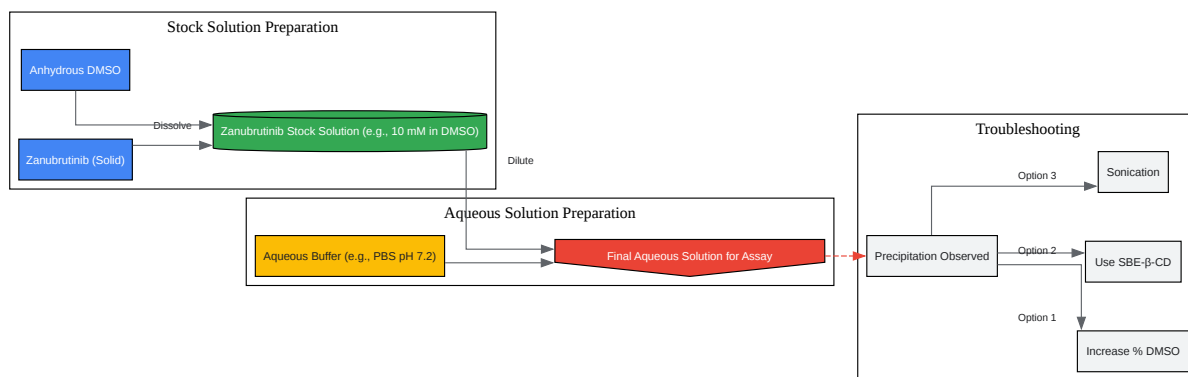 Stock Solution Preparation
Anhydrous DMSO
Dissolve
Zanubrutinib Stock Solution (e.g., 10 mM in DMSO)
Zanubrutinib (Solid)
Dilute
Aqueous Solution Preparation
Aqueous Buffer (e.g., PBS pH 7.2)
Final Aqueous Solution for Assay
Troubleshooting
Option 3
Sonication
Precipitation Observed
Option 2
Use SBE-β-CD
Option 1
Increase % DMSO